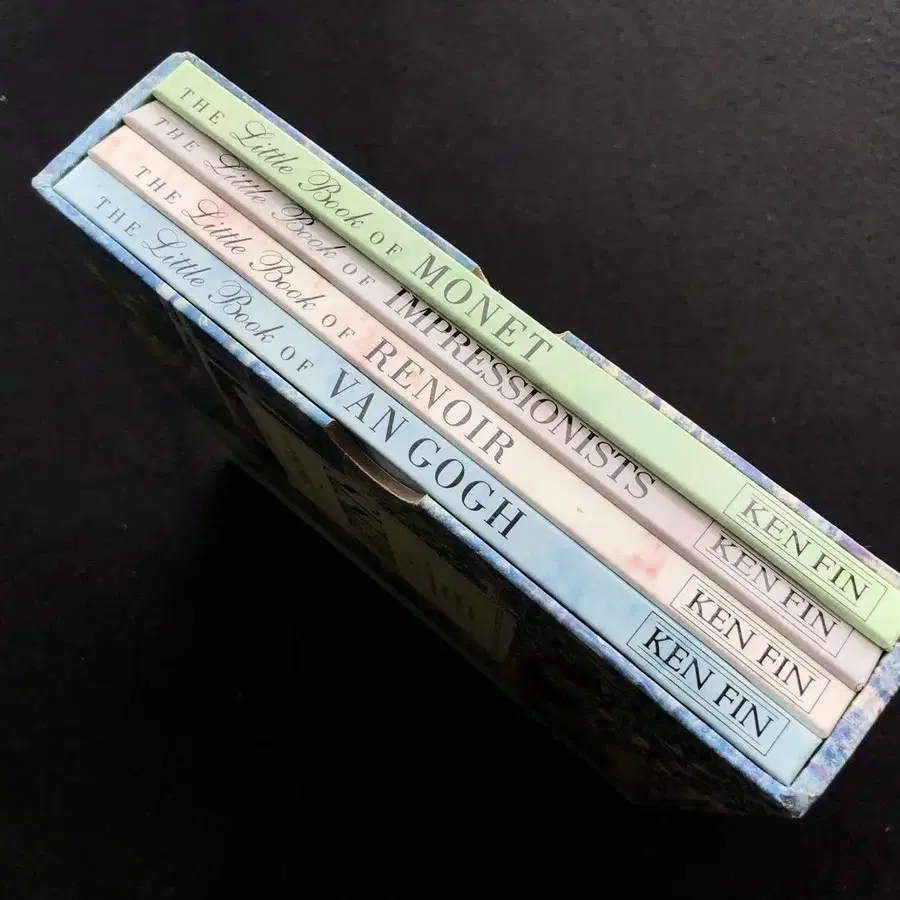 THE Little Book OF MONET KEN FIN
THE Little Book OF IMPRESSIONISTS KEN FIN
THE Little Book OF RENOIR KEN FIN
THE Little Book OF VAN GOGH KEN FIN